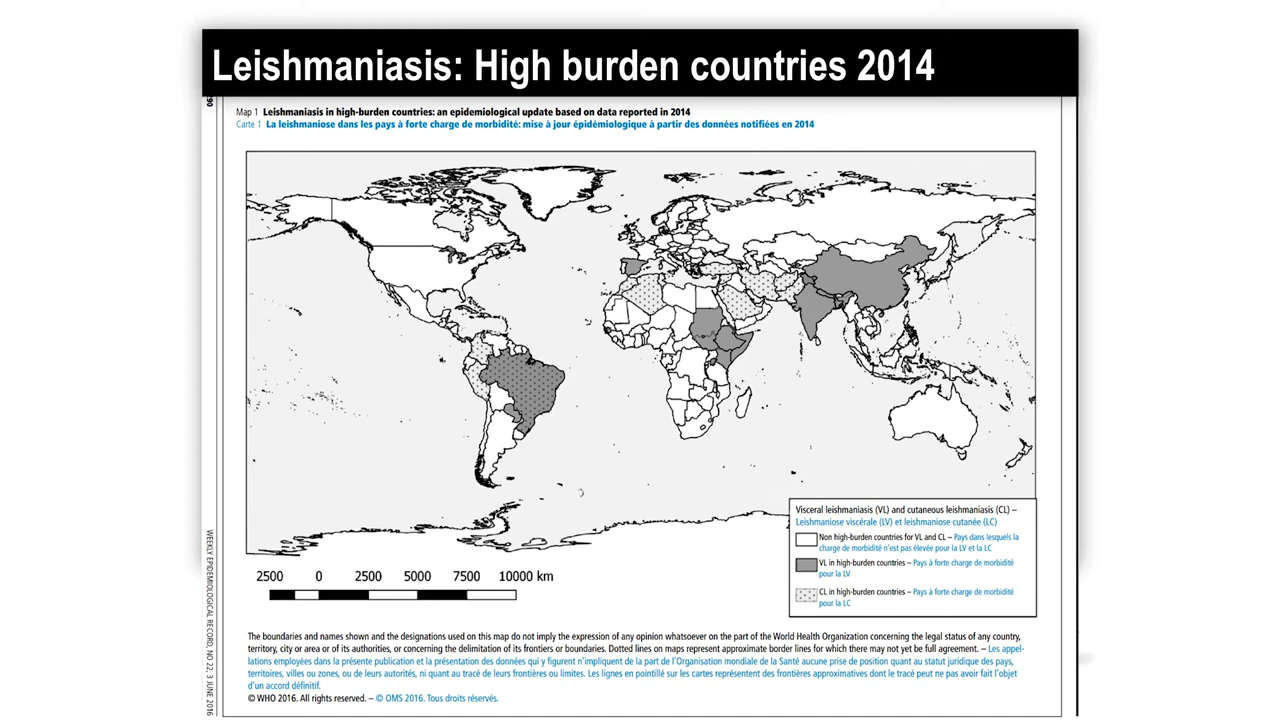 Leishmaniasis: High burden countries 2014
90
Map 1 Leishmaniasis in high-burden countries: an epidemiological update based on data reported in 2014
Carte 1 La leishmaniose dans les pays à forte charge de morbidité: mise à jour épidémiologique à partir des données notifiées en 2014
Visceral leishmaniasis (VL) and cutaneous leishmaniasis (CL) –
Leishmaniose viscérale (LV) et leishmaniose cutanée (LC)
Non high-burden countries for VL and CL – Pays dans lesquels la
charge de morbidité n'est pas élevée pour la LV et la LC
VL in high-burden countries – Pays à forte charge de morbidité
pour la LV
CL in high-burden countries – Pays à forte charge de morbidité
pour la LC
2500 0 2500 5000 7500 10000 km
WEEKLY EPIDEMIOLOGICAL RECORD, NO 22, 3 JUNE 2016
The boundaries and names shown and the designations used on this map do not imply the expression of any opinion whatsoever on the part of the World Health Organization concerning the legal status of any country,
territory, city or area or of its authorities, or concerning the delimitation of its frontiers or boundaries. Dotted lines on maps represent approximate border lines for which there may not yet be full agreement. – Les appel-
lations employées dans la présente publication et la présentation des données qui y figurent n'impliquent de la part de l'Organisation mondiale de la Santé aucune prise de position quant au statut juridique des pays,
territoires, villes ou zones, ou de leurs autorités, ni quant au tracé de leurs frontières ou limites. Les lignes en pointillé sur les cartes représentent des frontières approximatives dont le tracé peut ne pas avoir fait l'objet
d'un accord définitif.
© WHO 2016. All rights reserved. – © OMS 2016. Tous droits réservés.